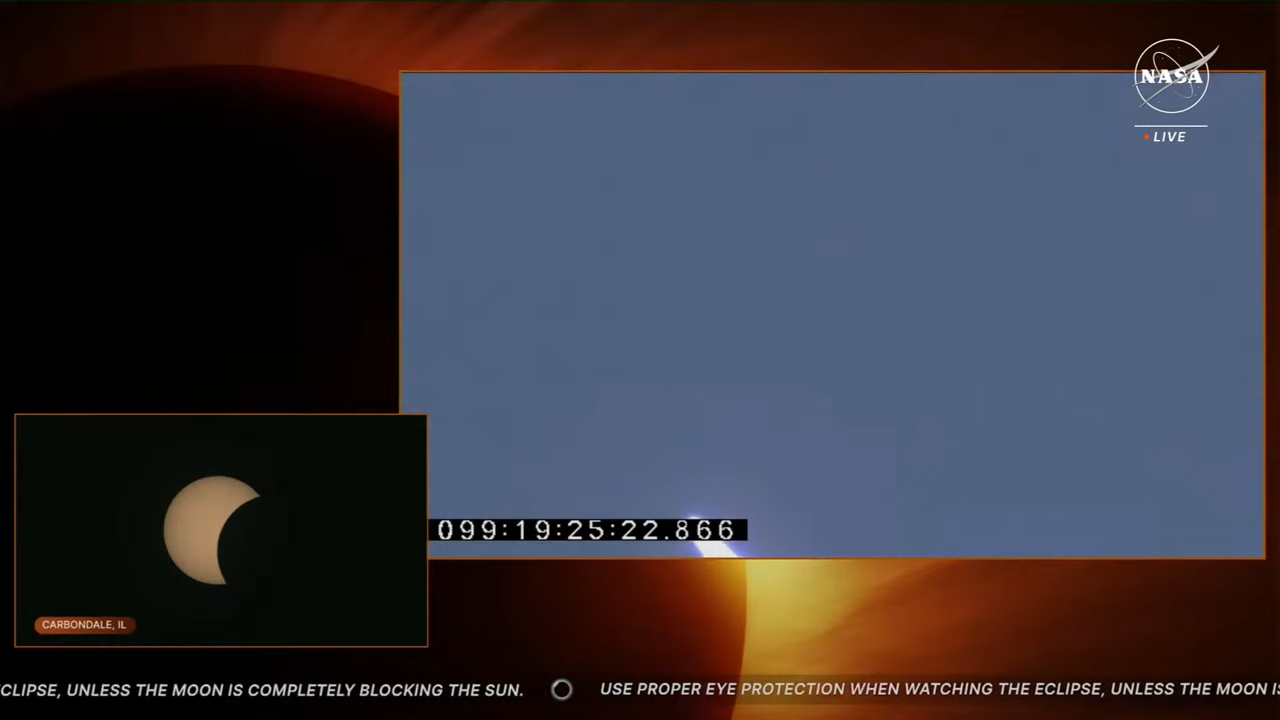 NASA
LIVE
099:19:25:22.866
CARBONDALE, IL
CLIPSE, UNLESS THE MOON IS COMPLETELY BLOCKING THE SUN. USE PROPER EYE PROTECTION WHEN WATCHING THE ECLIPSE, UNLESS THE MOON IS